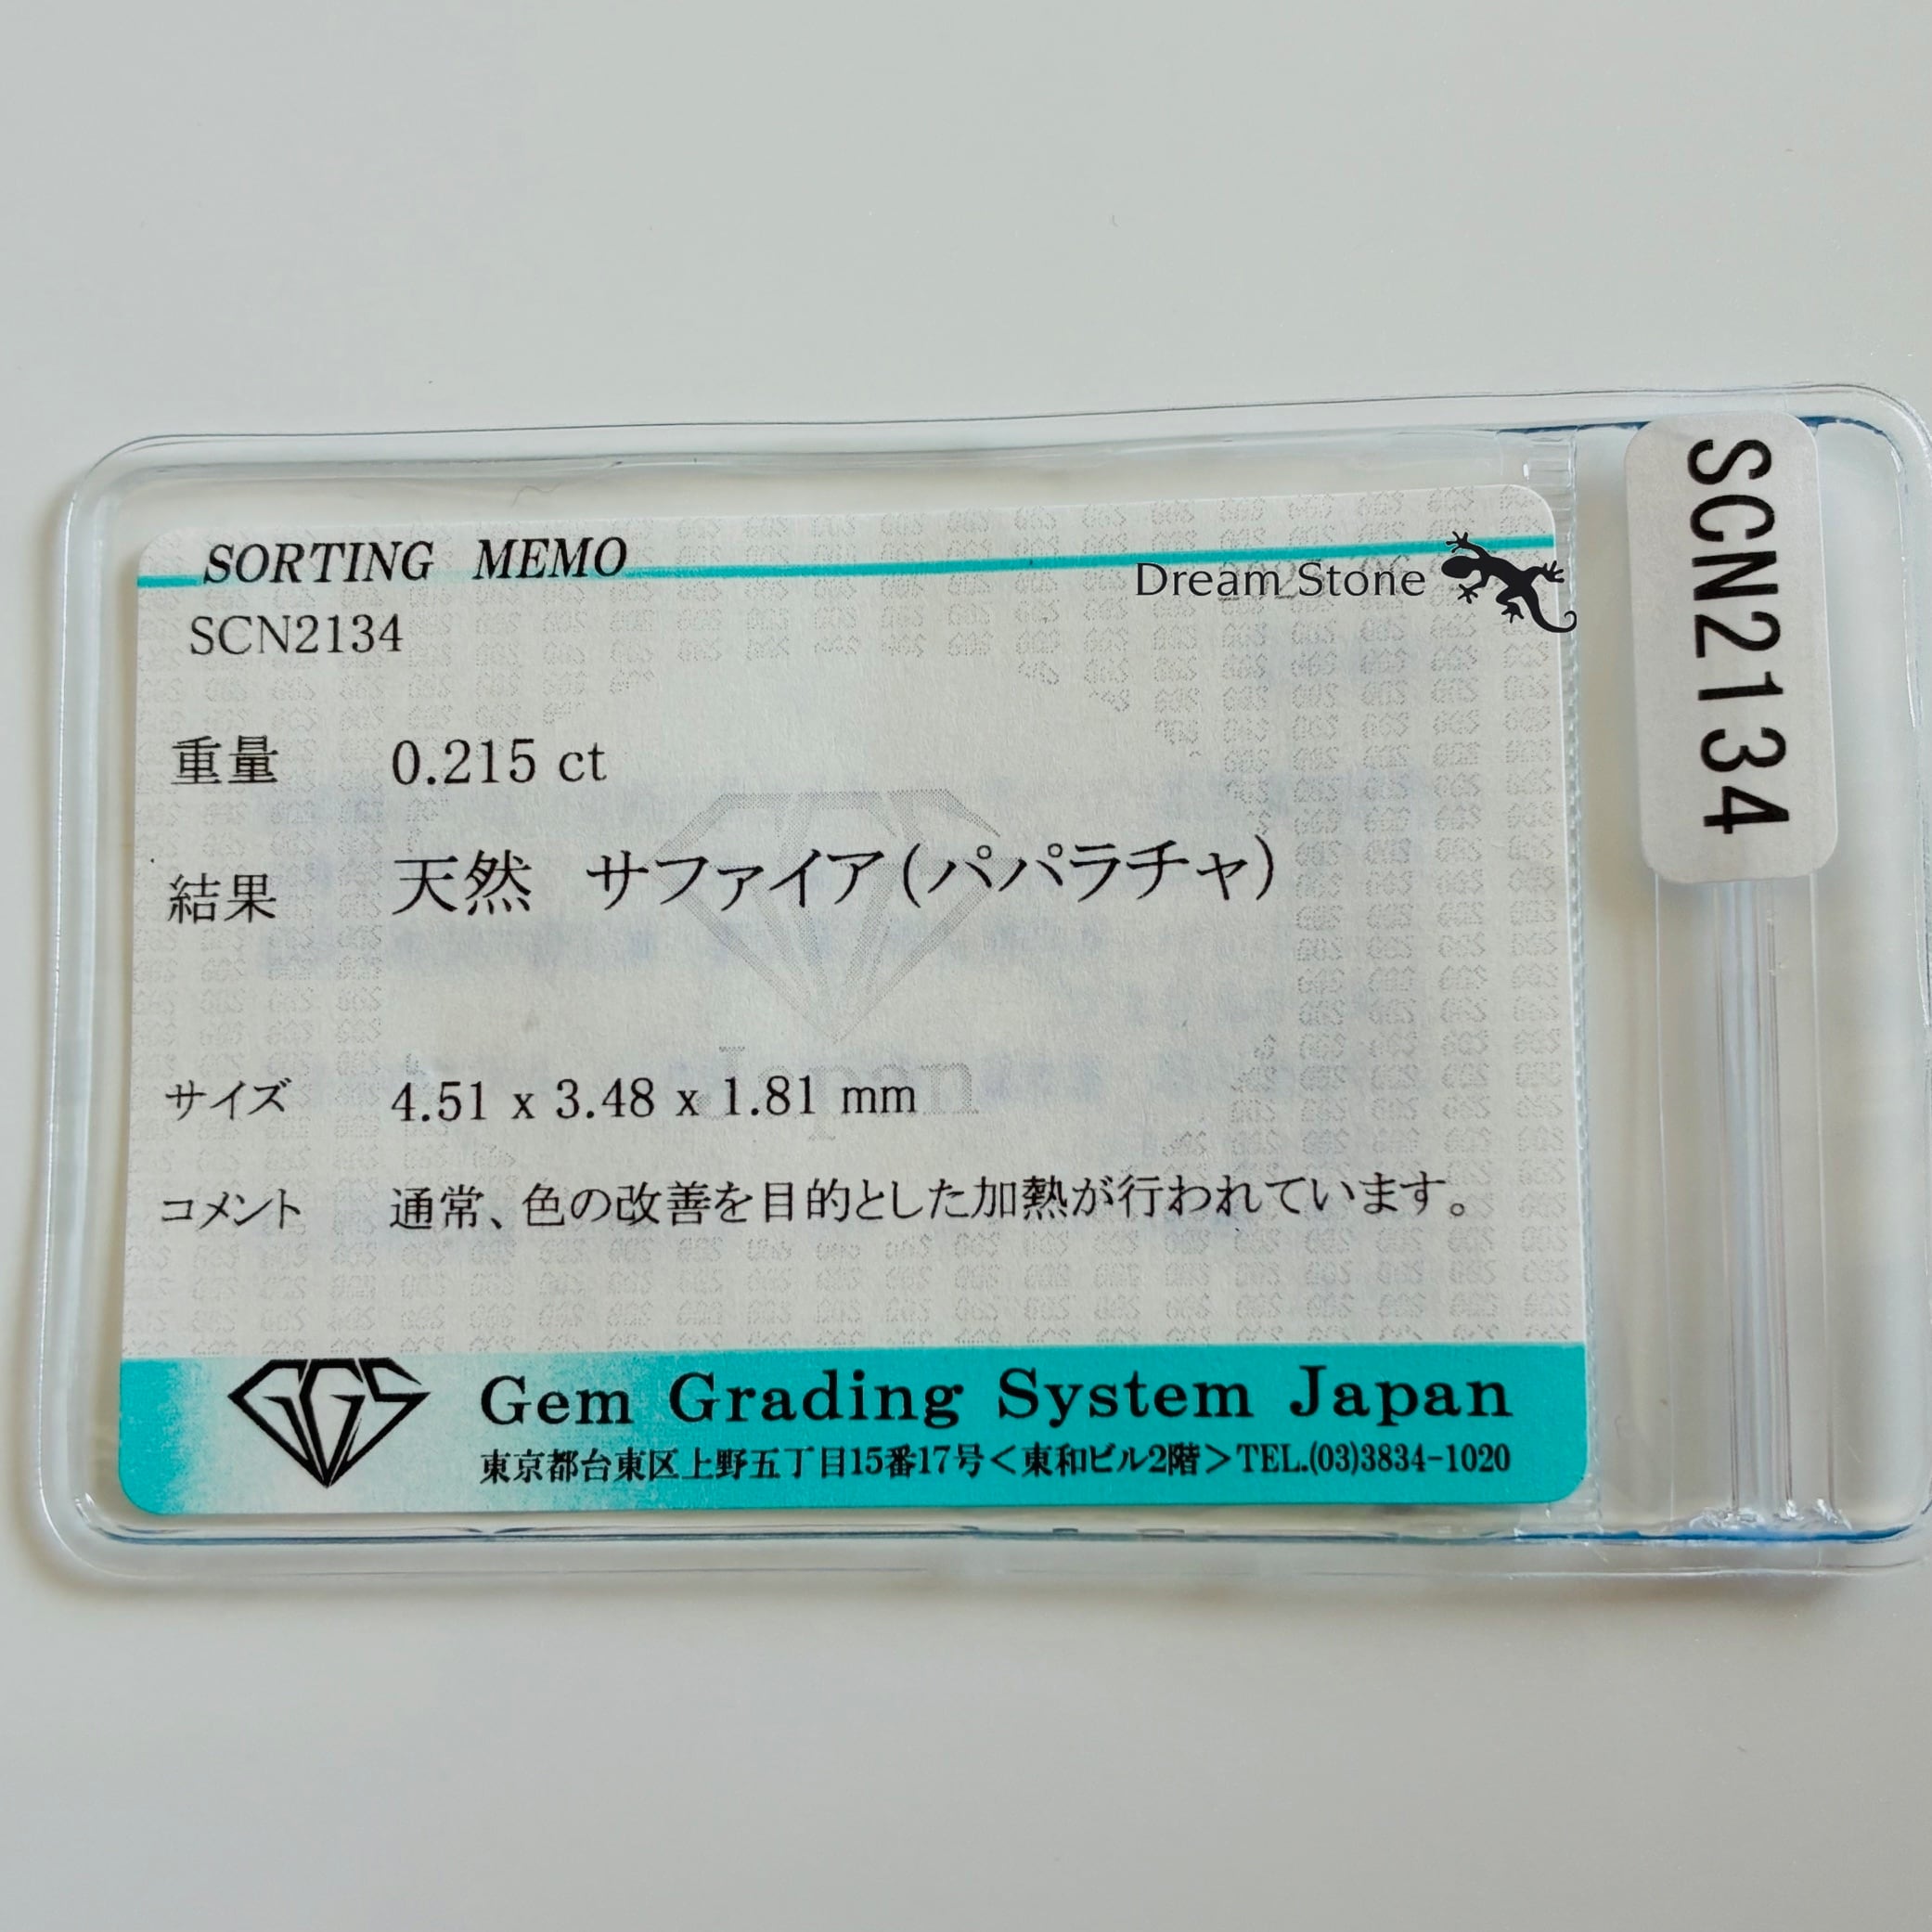 SORTING MEMO
Dream Stone
SCN2134
重量 0.215 ct
結果 天然 サファイア(パパラチャ)
サイズ 4.51 x 3.48 x 1.81 mm
コメント 通常、色の改善を目的とした加熱が行われています。
GGS
Gem Grading System Japan
東京都台東区上野五丁目15番17号<東和ビル2階>TEL.(03)3834-1020
SCN2134